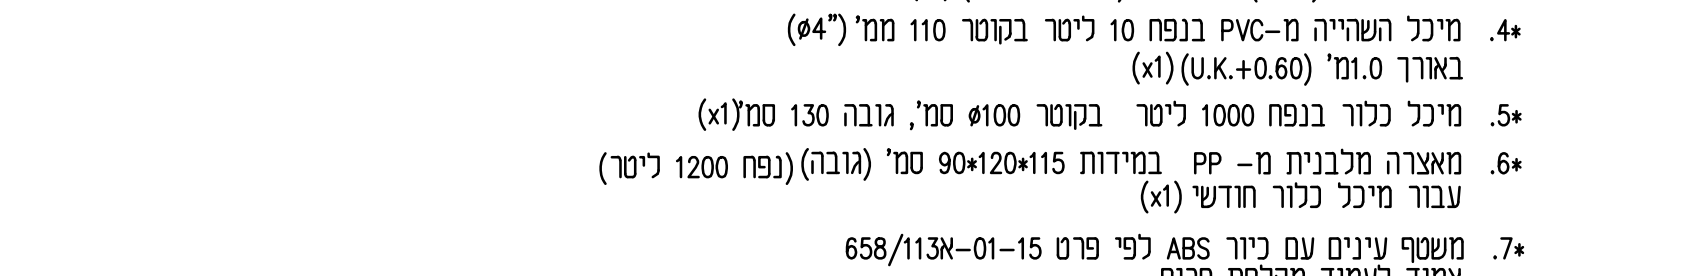 *4. מיכל השהייה מ-PVC בנפח 10 ליטר בקוטר 110 ממ' (ø4")
באורך 1.0מ' (U.K.+0.60) (x1)
*5. מיכל כלור בנפח 1000 ליטר בקוטר ø100 סמ', גובה 130 סמ'(x1)
*6. מאצרה מלבנית מ- PP במידות 90*120*115 סמ' (גובה) (נפח 1200 ליטר)
עבור מיכל כלור חודשי (x1)
*7. משטף עינים עם כיור ABS לפי פרט 658/113א-01-15